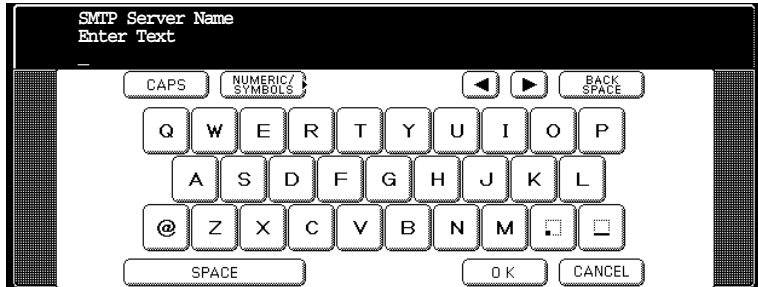 SMTP Server Name
Enter Text
_
CAPS NUMERIC/ SYMBOLS ◀ ▶ BACK SPACE
Q W E R T Y U I O P
A S D F G H J K L
@ Z X C V B N M . _
SPACE OK CANCEL